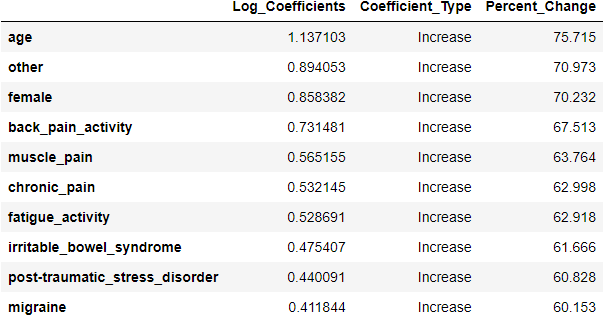 Log_Coefficients Coefficient_Type Percent_Change
age 1.137103 Increase 75.715
other 0.894053 Increase 70.973
female 0.858382 Increase 70.232
back_pain_activity 0.731481 Increase 67.513
muscle_pain 0.565155 Increase 63.764
chronic_pain 0.532145 Increase 62.998
fatigue_activity 0.528691 Increase 62.918
irritable_bowel_syndrome 0.475407 Increase 61.666
post-traumatic_stress_disorder 0.440091 Increase 60.828
migraine 0.411844 Increase 60.153